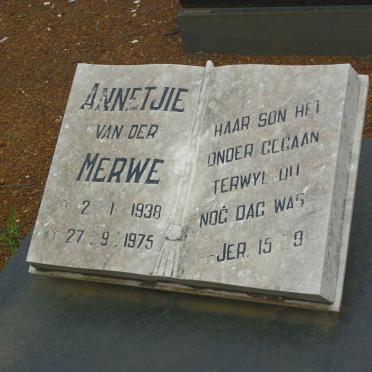 ANNETJIE
VAN DER
MERWE
2 1 1938
27 9 1975
HAAR SON HET
ONDER GEGAAN
TERWYL DIT
NOG DAG WAS
JER. 15 9